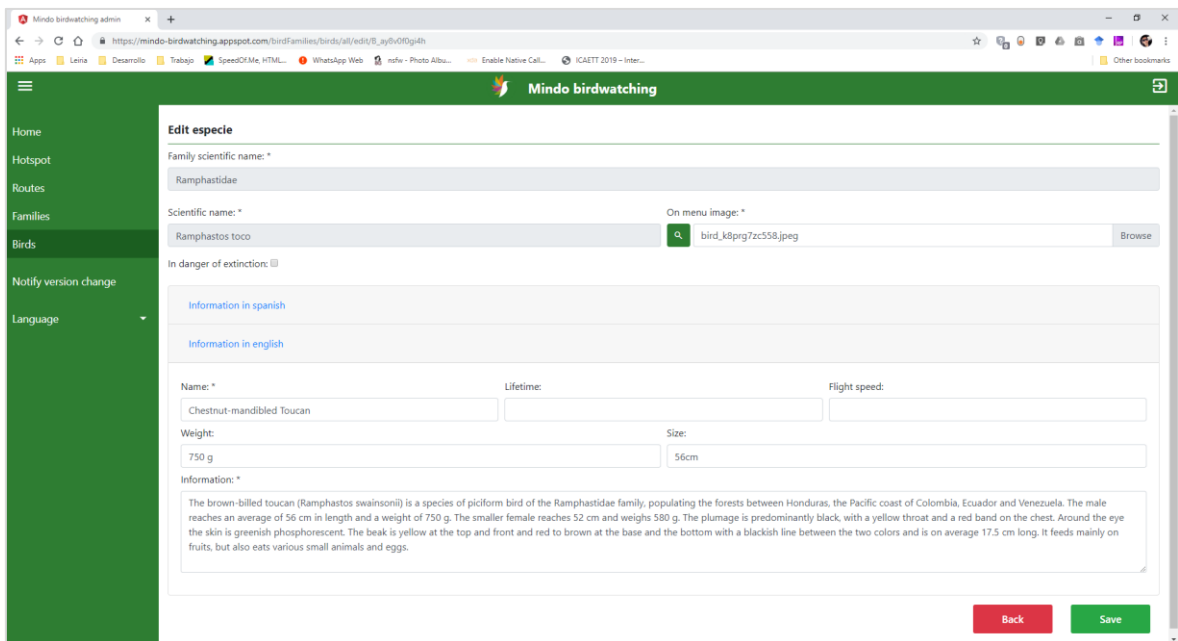 Mindo birdwatching admin
https://mindo-birdwatching.appspot.com/birdFamilies/birds/all/edit/B_ay8v0f0gi4h
Apps Leiria Desarrollo Trabajo SpeedOf.Me, HTML... WhatsApp Web nsfw - Photo Albu... Enable Native Call... ICAETT 2019 – Inter... Other bookmarks
Mindo birdwatching
Home
Hotspot
Routes
Families
Birds
Notify version change
Language
Edit especie
Family scientific name: *
Ramphastidae
Scientific name: * On menu image: *
Ramphastos toco bird_k8prg7zc558.jpeg Browse
In danger of extinction:
Information in spanish
Information in english
Name: * Lifetime: Flight speed:
Chestnut-mandibled Toucan
Weight: Size:
750 g 56cm
Information: *
The brown-billed toucan (Ramphastos swainsonii) is a species of piciform bird of the Ramphastidae family, populating the forests between Honduras, the Pacific coast of Colombia, Ecuador and Venezuela. The male
reaches an average of 56 cm in length and a weight of 750 g. The smaller female reaches 52 cm and weighs 580 g. The plumage is predominantly black, with a yellow throat and a red band on the chest. Around the eye
the skin is greenish phosphorescent. The beak is yellow at the top and front and red to brown at the base and the bottom with a blackish line between the two colors and is on average 17.5 cm long. It feeds mainly on
fruits, but also eats various small animals and eggs.
Back Save